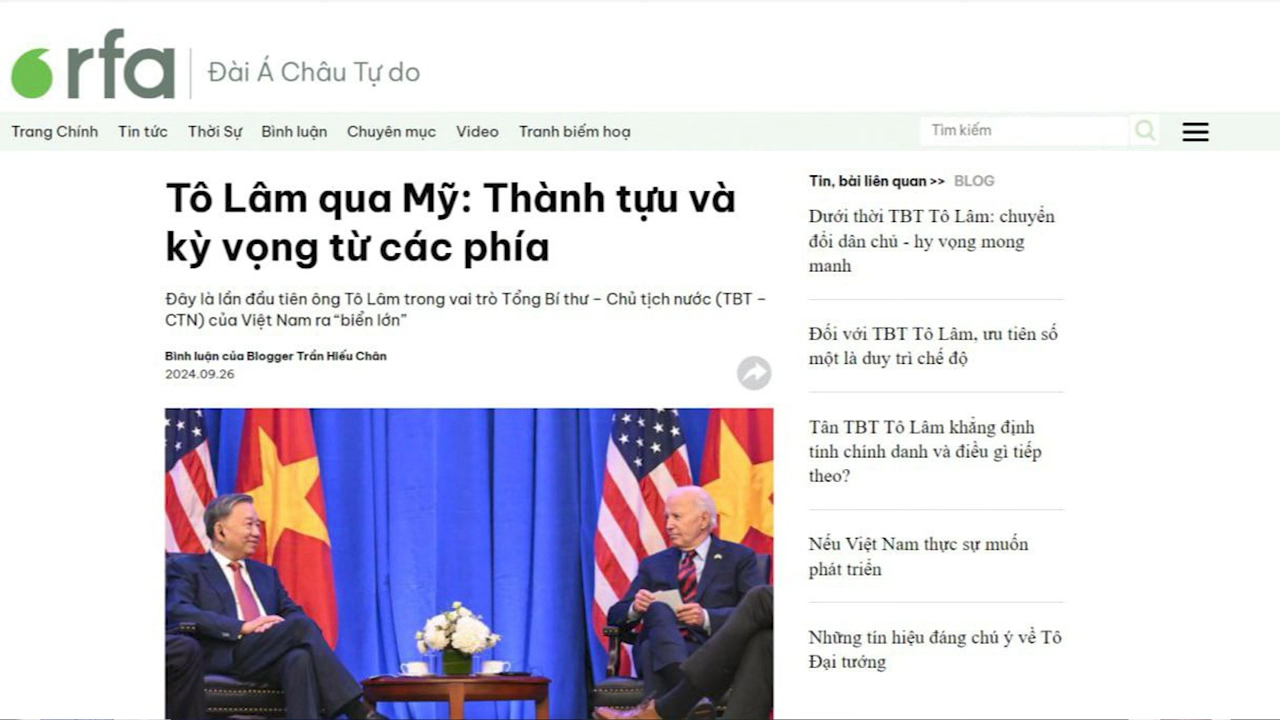 rfa
Đài Á Châu Tự do
Trang Chính Tin tức Thời Sự Bình luận Chuyên mục Video Tranh biếm hoạ
Tìm kiếm
Tô Lâm qua Mỹ: Thành tựu và
kỳ vọng từ các phía
Đây là lần đầu tiên ông Tô Lâm trong vai trò Tổng Bí thư – Chủ tịch nước (TBT –
CTN) của Việt Nam ra “biển lớn”
Bình luận của Blogger Trần Hiếu Chân
2024.09.26
Tin, bài liên quan >> BLOG
Dưới thời TBT Tô Lâm: chuyển
đổi dân chủ - hy vọng mong
manh
Đối với TBT Tô Lâm, ưu tiên số
một là duy trì chế độ
Tân TBT Tô Lâm khẳng định
tính chính danh và điều gì tiếp
theo?
Nếu Việt Nam thực sự muốn
phát triển
Những tín hiệu đáng chú ý về Tô
Đại tướng